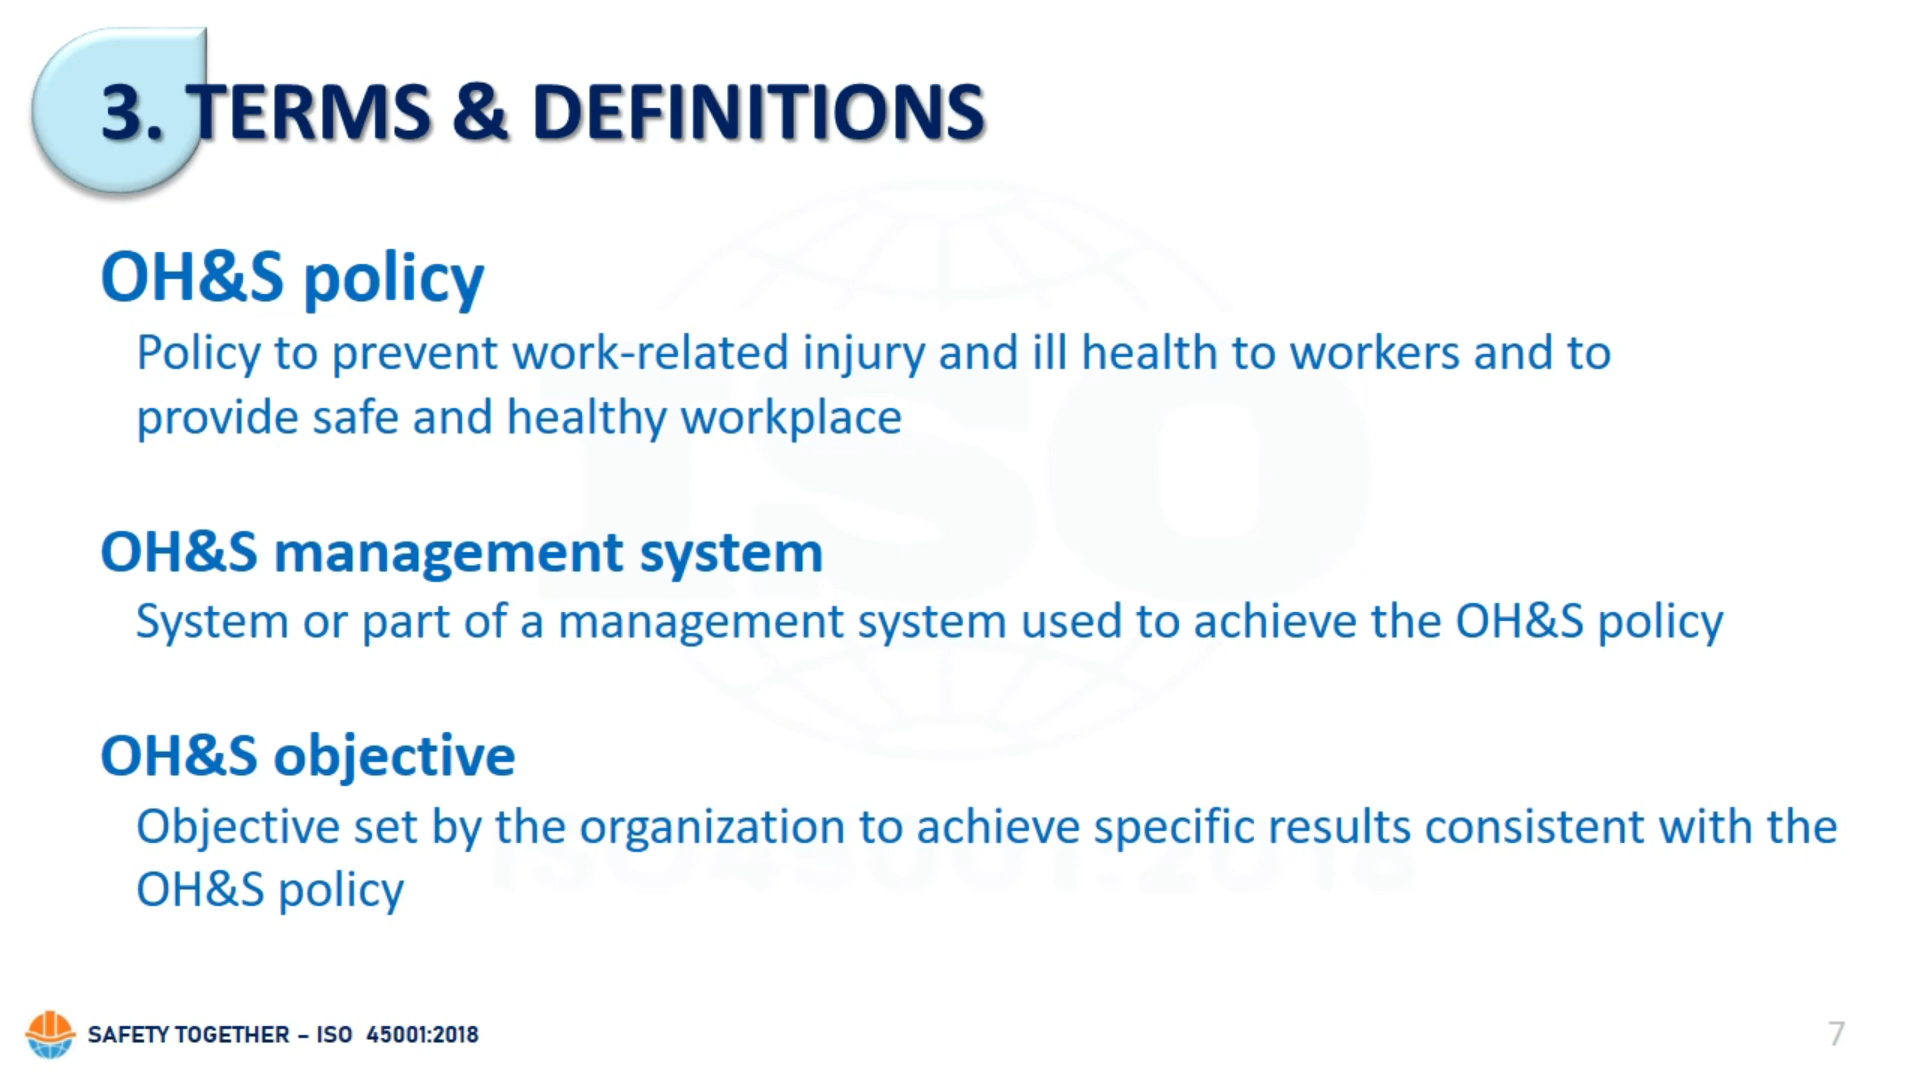 3. TERMS & DEFINITIONS
OH&S policy
Policy to prevent work-related injury and ill health to workers and to
provide safe and healthy workplace
OH&S management system
System or part of a management system used to achieve the OH&S policy
OH&S objective
Objective set by the organization to achieve specific results consistent with the
OH&S policy
ISO
ISO45001:2018
SAFETY TOGETHER – ISO 45001:2018
7